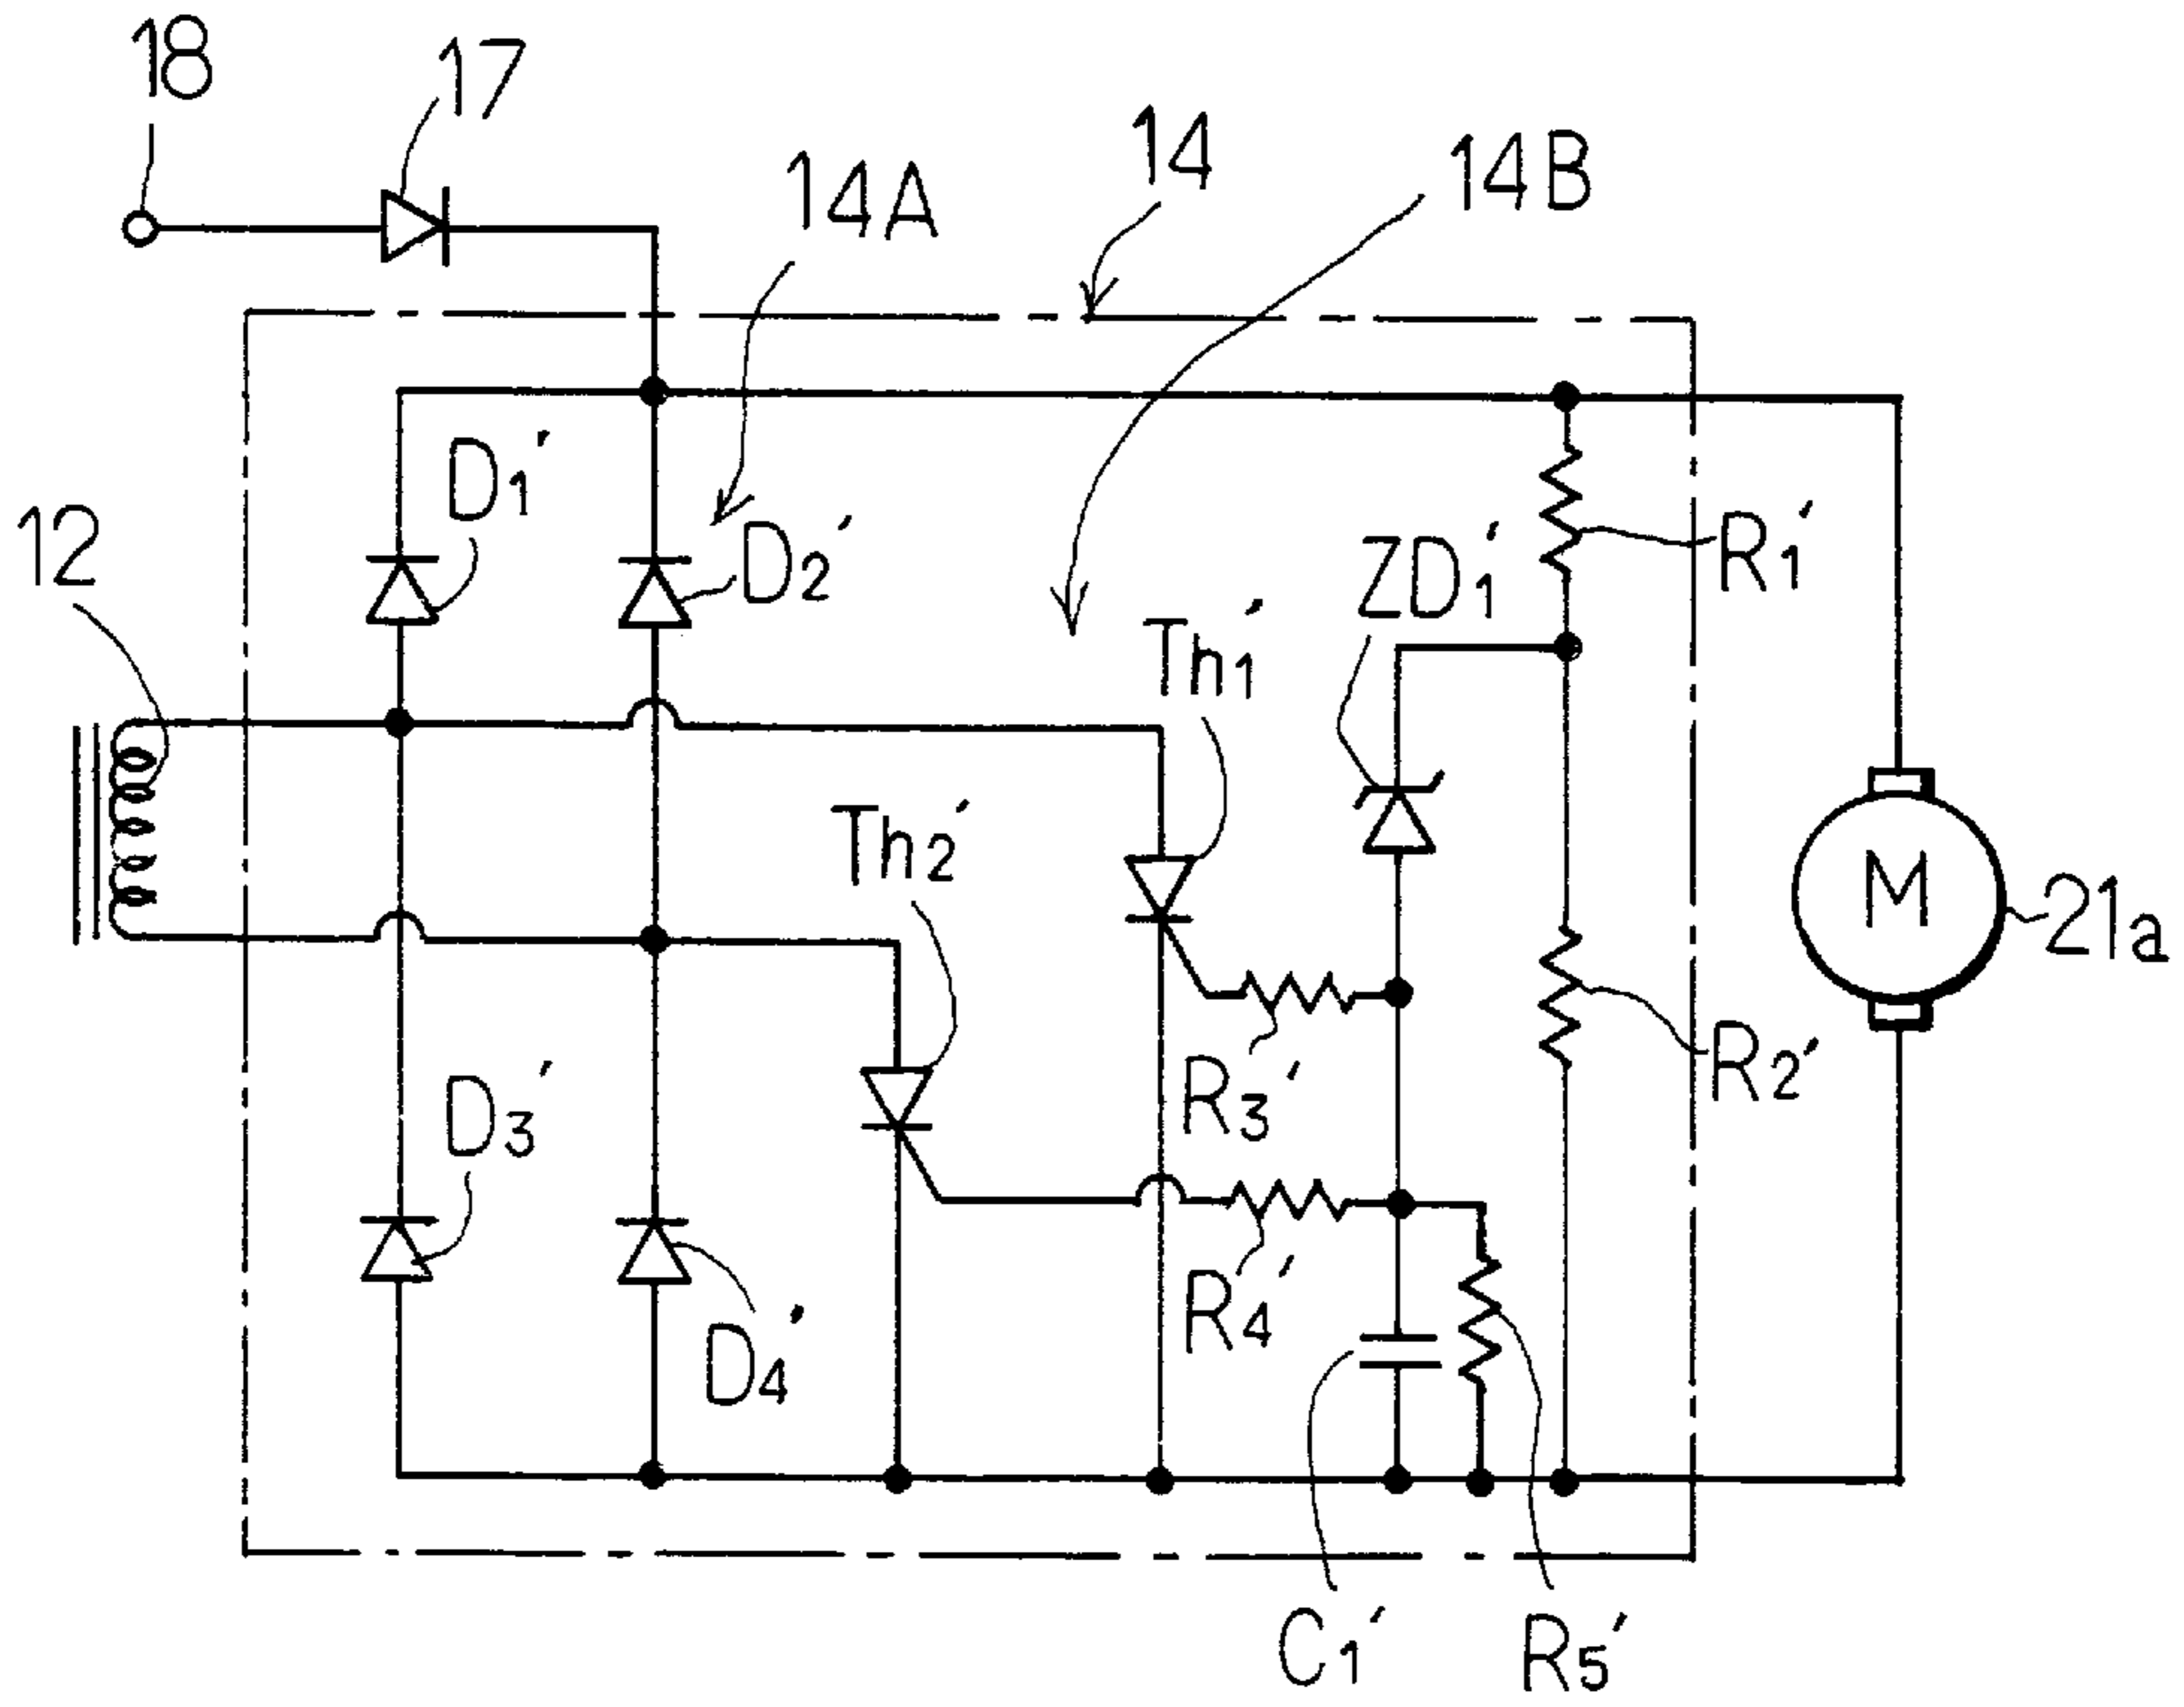 18
17
14
14B
14A
D1'
12
D2'
R1'
ZD1'
Th1'
Th2'
M
21a
R3'
R2'
D3'
R4'
D4'
C1'
R5'